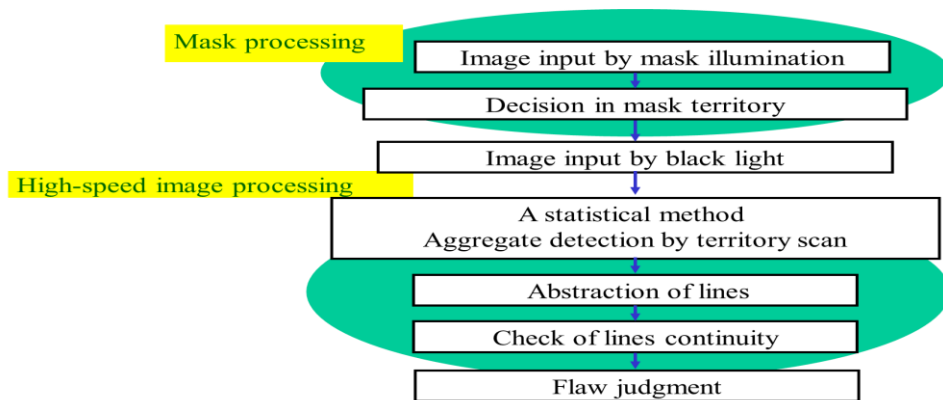 Mask processing
Image input by mask illumination
Decision in mask territory
Image input by black light
High-speed image processing
A statistical method
Aggregate detection by territory scan
Abstraction of lines
Check of lines continuity
Flaw judgment